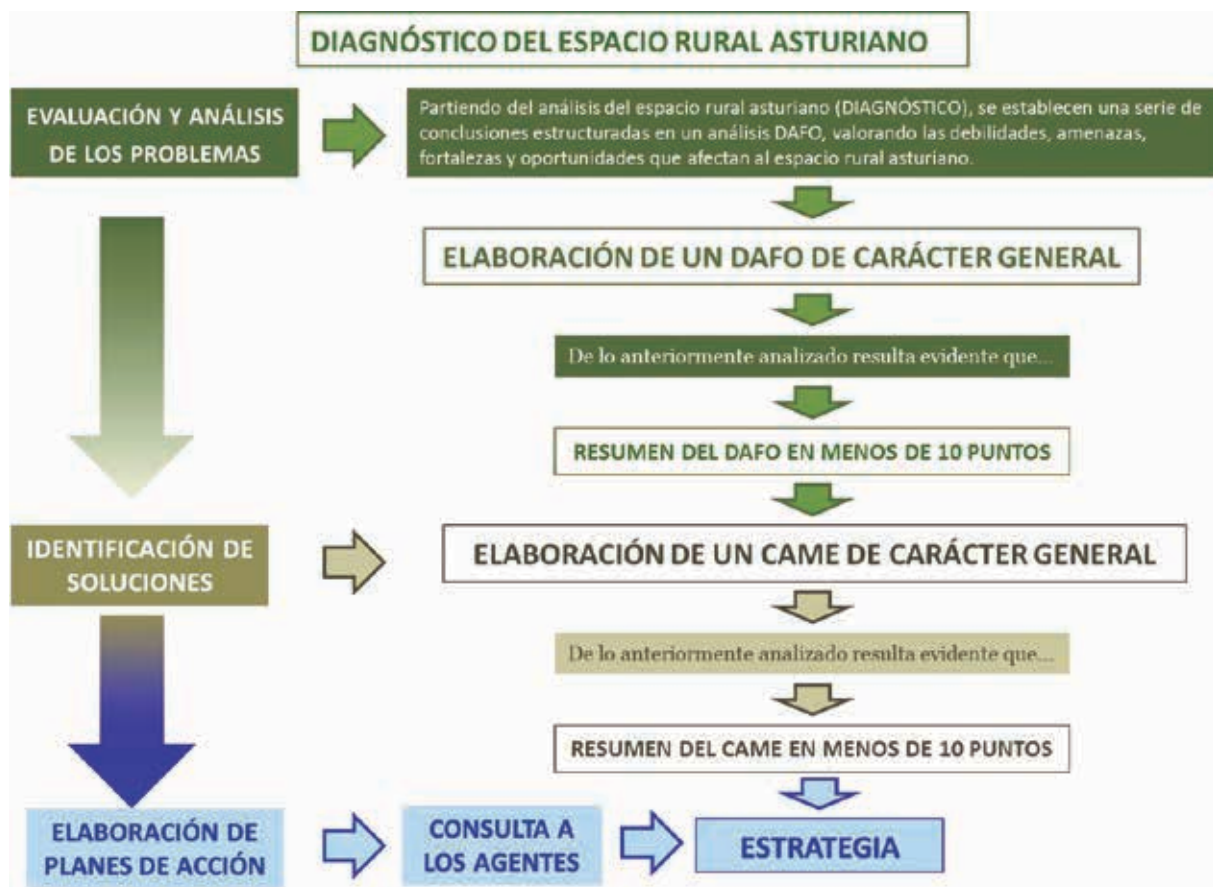 DIAGNÓSTICO DEL ESPACIO RURAL ASTURIANO
EVALUACIÓN Y ANÁLISIS
DE LOS PROBLEMAS
Partiendo del análisis del espacio rural asturiano (DIAGNÓSTICO), se establecen una serie de
conclusiones estructuradas en un análisis DAFO, valorando las debilidades, amenazas,
fortalezas y oportunidades que afectan al espacio rural asturiano.
ELABORACIÓN DE UN DAFO DE CARÁCTER GENERAL
De lo anteriormente analizado resulta evidente que...
RESUMEN DEL DAFO EN MENOS DE 10 PUNTOS
IDENTIFICACIÓN DE
SOLUCIONES
ELABORACIÓN DE UN CAME DE CARÁCTER GENERAL
De lo anteriormente analizado resulta evidente que...
RESUMEN DEL CAME EN MENOS DE 10 PUNTOS
ELABORACIÓN DE
PLANES DE ACCIÓN
CONSULTA A
LOS AGENTES
ESTRATEGIA